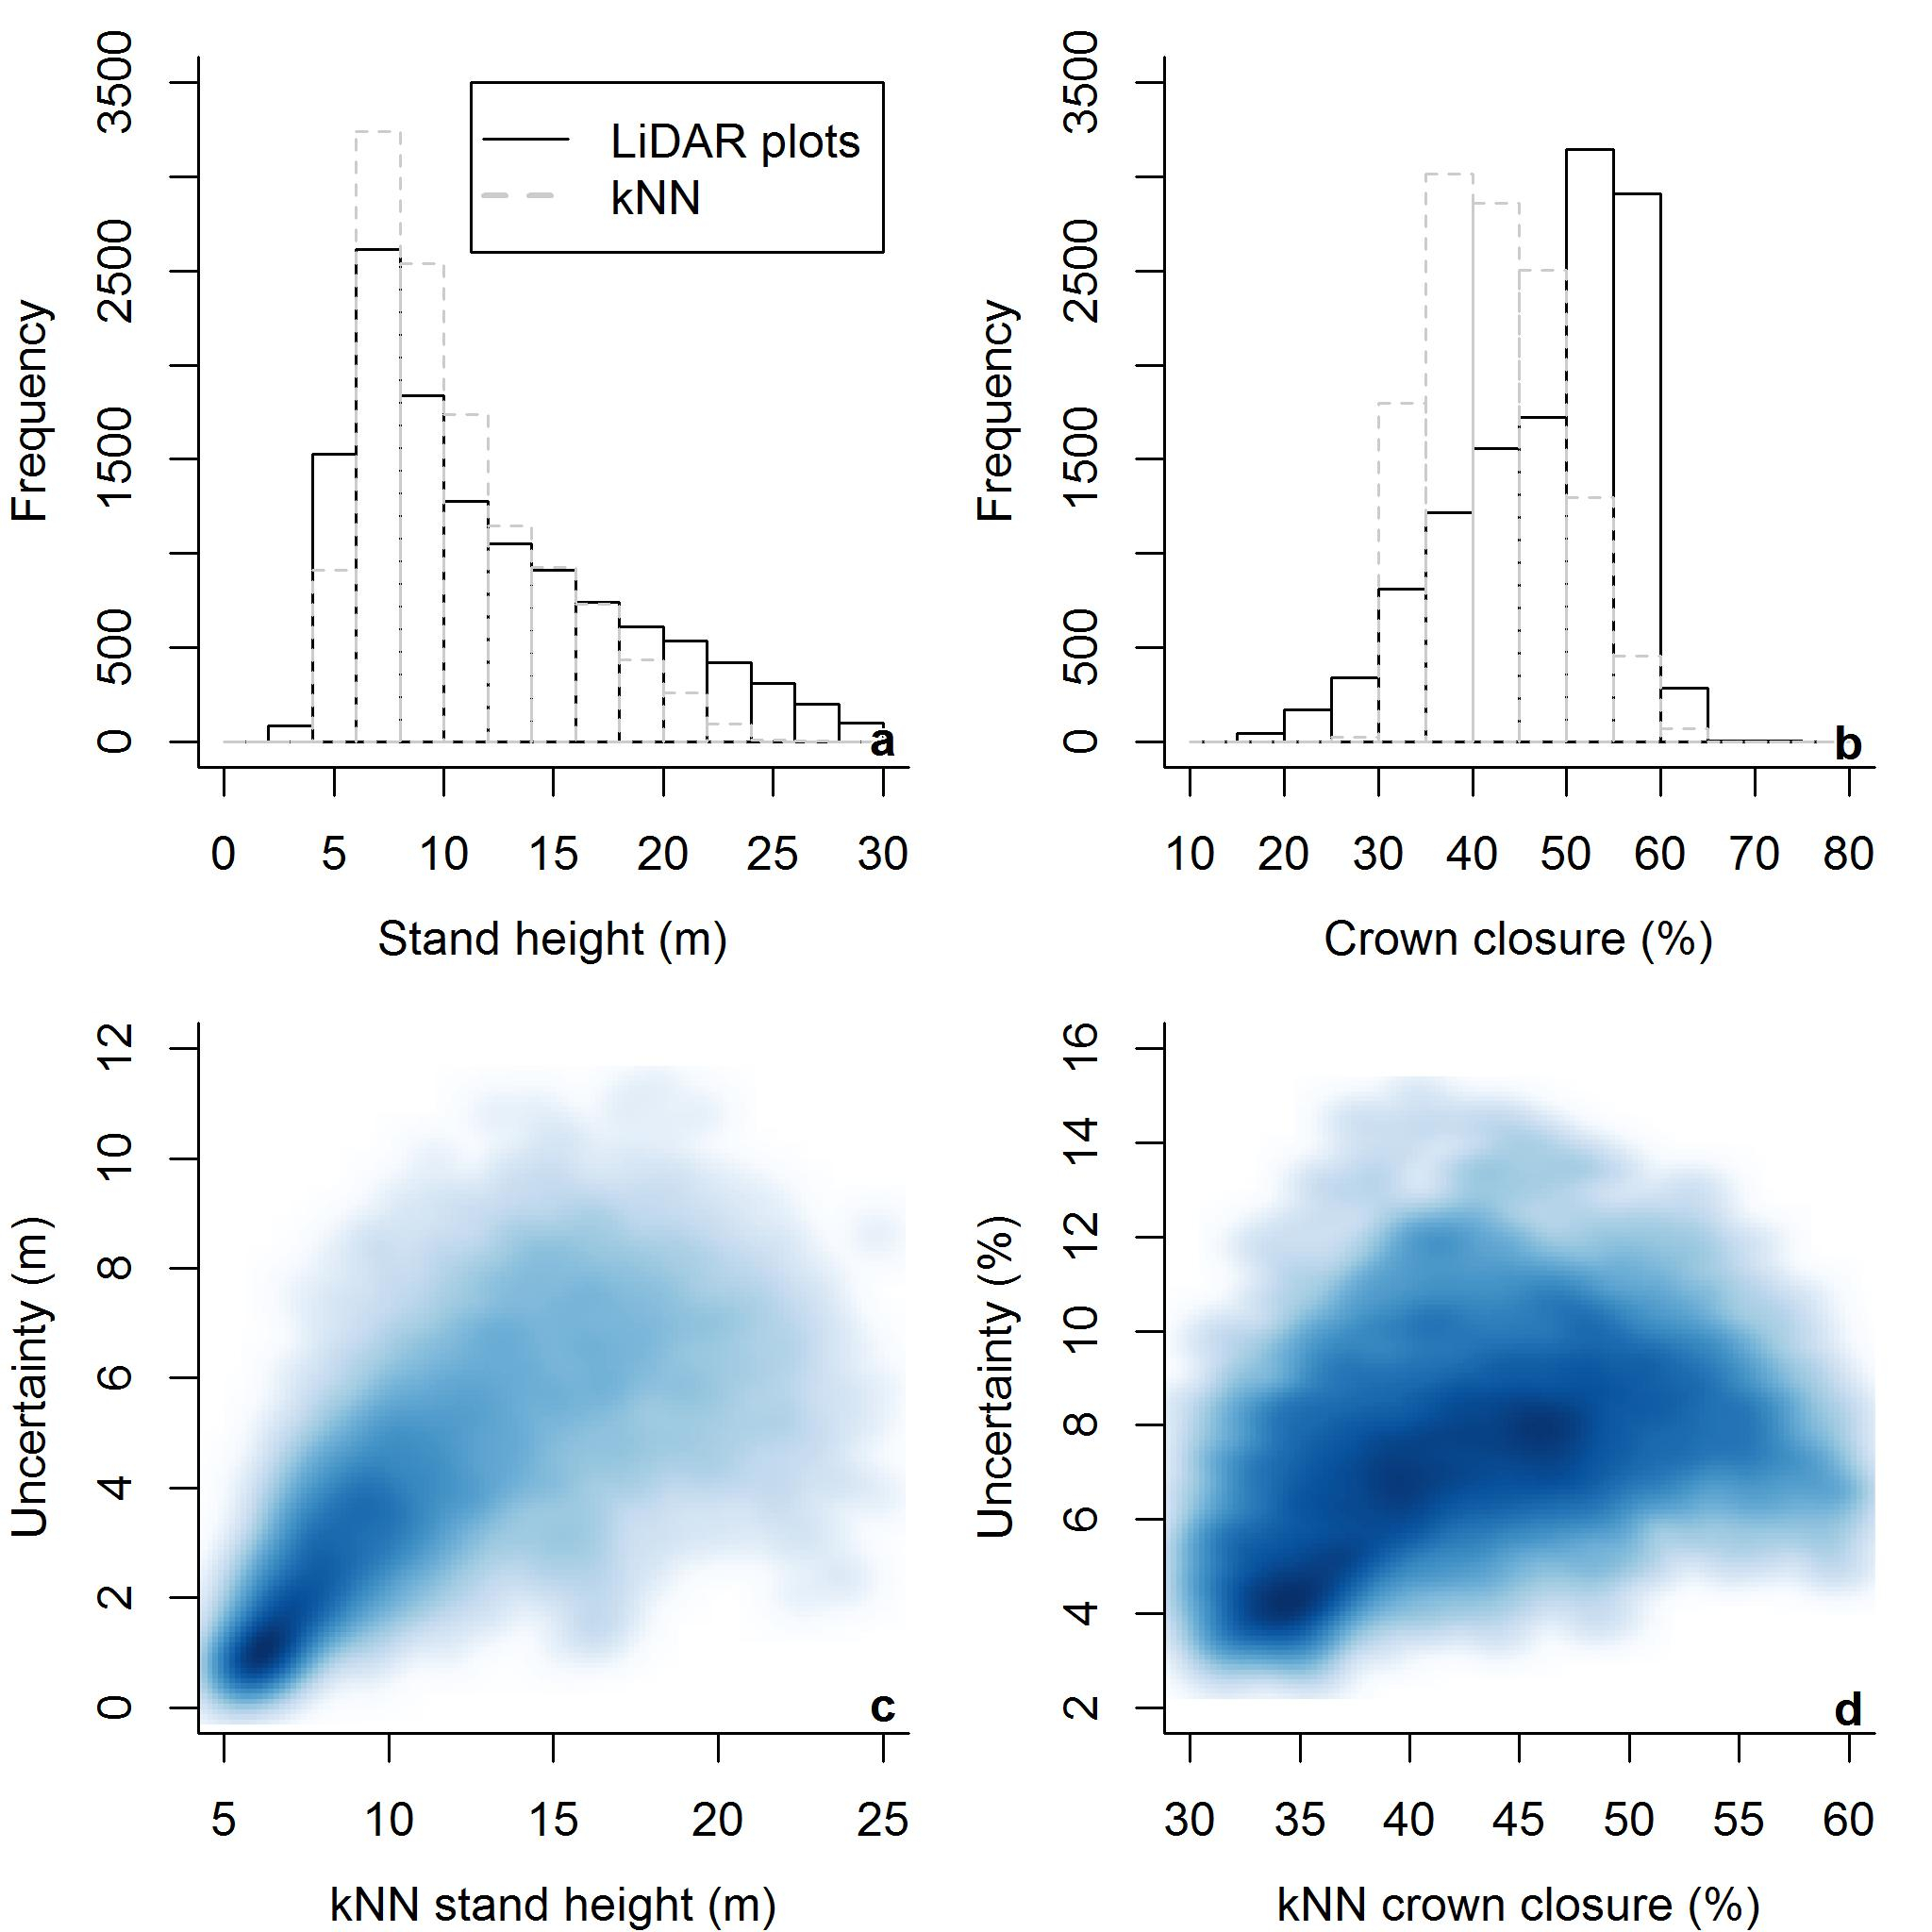 Frequency
0 500 1500 2500 3500
LiDAR plots
kNN
a
0 5 10 15 20 25 30
Stand height (m)
Frequency
0 500 1500 2500 3500
b
10 20 30 40 50 60 70 80
Crown closure (%)
Uncertainty (m)
0 2 4 6 8 10 12
c
5 10 15 20 25
kNN stand height (m)
Uncertainty (%)
2 4 6 8 10 12 14 16
d
30 35 40 45 50 55 60
kNN crown closure (%)